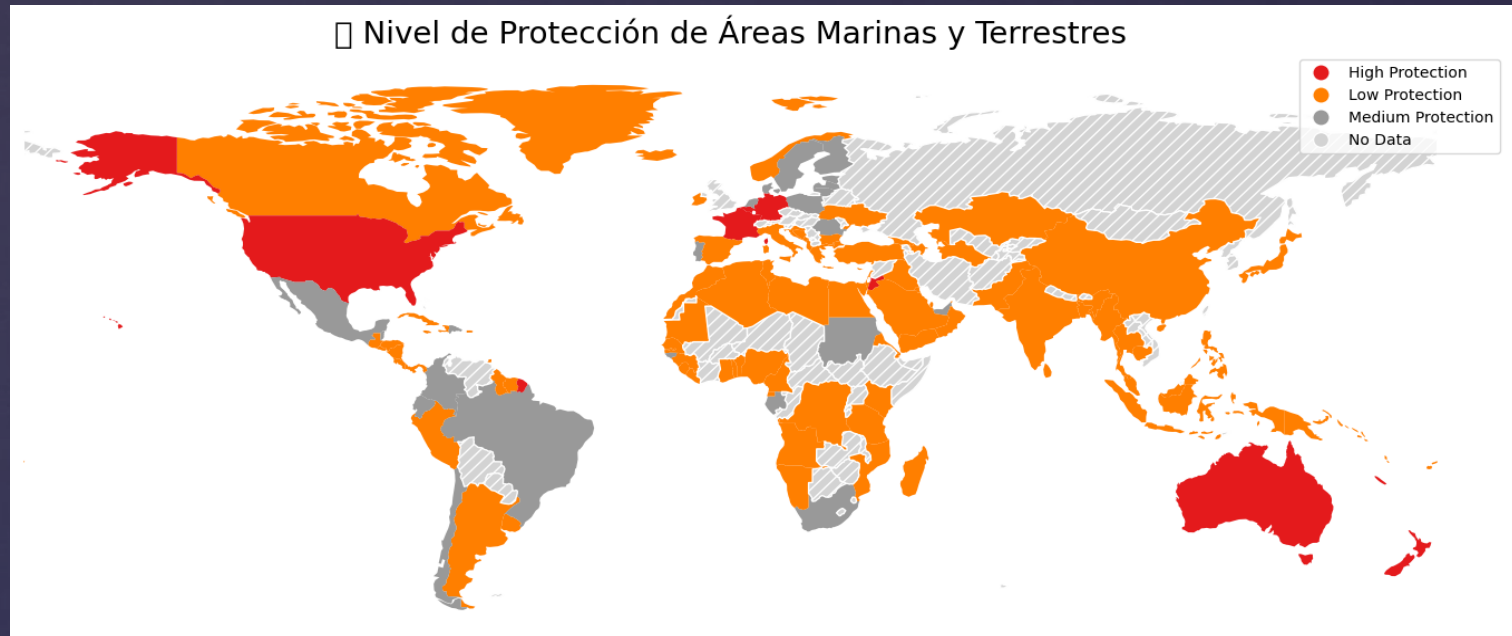 ▯ Nivel de Protección de Áreas Marinas y Terrestres
High Protection
Low Protection
Medium Protection
No Data